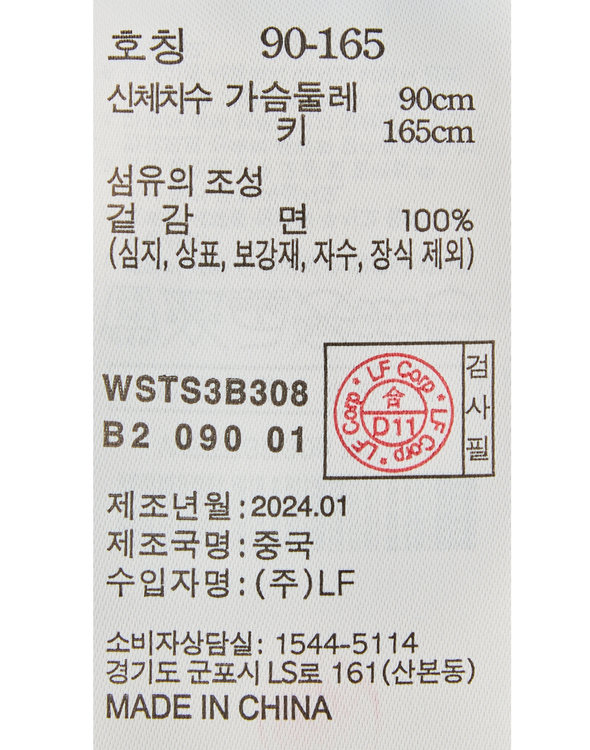 호칭 90-165
신체치수 가슴둘레 90cm
키 165cm
섬유의 조성
겉 감 면 100%
(심지, 상표, 보강재, 자수, 장식 제외)
WSTS3B308
B2 090 01
LF Corp * LF Corp * LF Corp *
合
D11
검사필
제조년월:2024.01
제조국명:중국
수입자명:(주)LF
소비자상담실: 1544-5114
경기도 군포시 LS로 161(산본동)
MADE IN CHINA